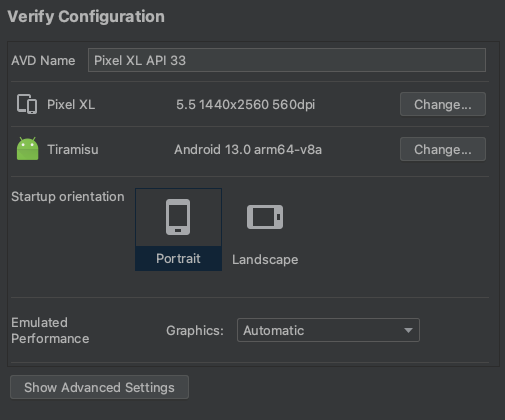 Verify Configuration
AVD Name Pixel XL API 33
Pixel XL 5.5 1440x2560 560dpi Change...
Tiramisu Android 13.0 arm64-v8a Change...
Startup orientation
Portrait Landscape
Emulated
Performance Graphics: Automatic
Show Advanced Settings